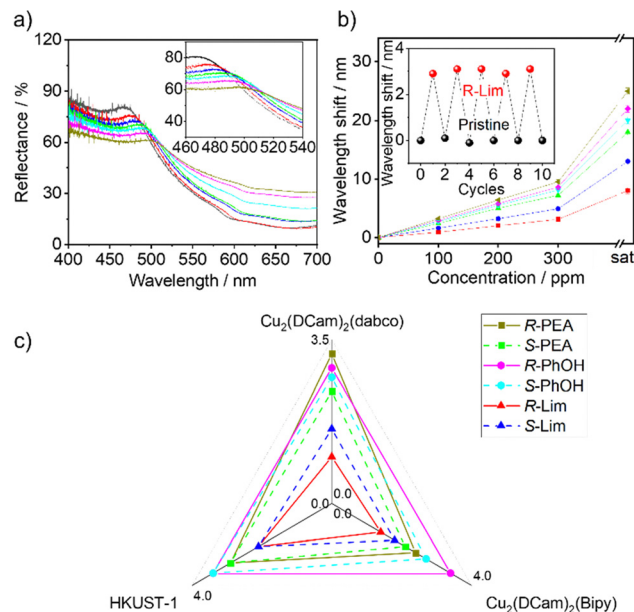 a)
120
90
60
30
0
Reflectance / %
400 450 500 550 600 650 700
Wavelength / nm
80
60
40
460 480 500 520 540
b)
30
20
10
0
Wavelength shift / nm
0 100 200 300 sat
Concentration / ppm
4
2
0
Wavelength shift / nm
R-Lim
Pristine
0 2 4 6 8 10
Cycles
c)
Cu₂(DCam)₂(dabco)
3.5
0.0
0.0
0.0
HKUST-1
4.0
4.0
Cu₂(DCam)₂(Bipy)
R-PEA
S-PEA
R-PhOH
S-PhOH
R-Lim
S-Lim